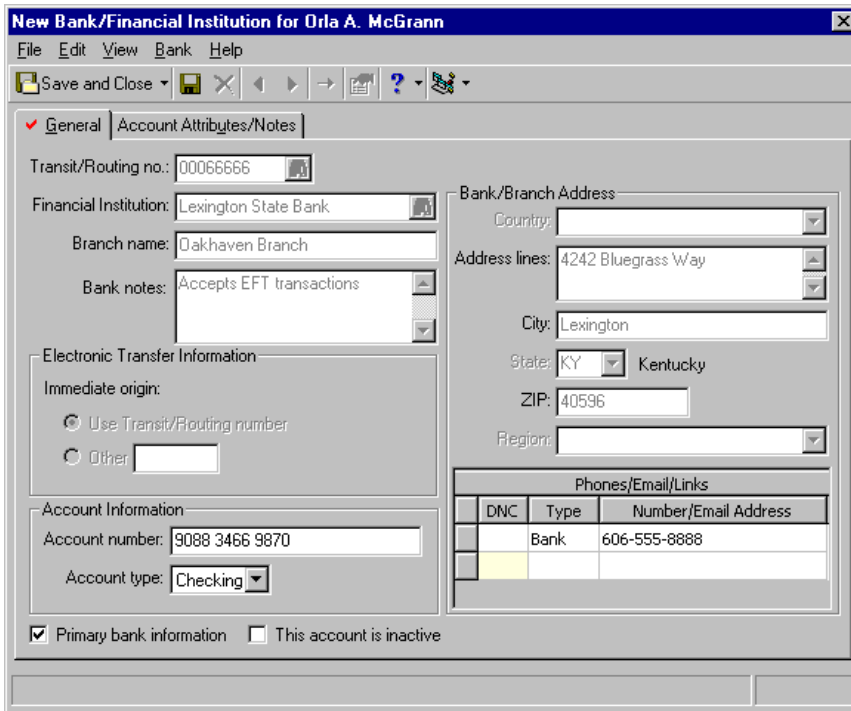 New Bank/Financial Institution for Orla A. McGrann
File Edit View Bank Help
Save and Close
General Account Attributes/Notes
Transit/Routing no.: 00066666
Financial Institution: Lexington State Bank
Branch name: Oakhaven Branch
Bank notes: Accepts EFT transactions
Electronic Transfer Information
Immediate origin:
Use Transit/Routing number
Other
Account Information
Account number: 9088 3466 9870
Account type: Checking
Primary bank information This account is inactive
Bank/Branch Address
Country:
Address lines: 4242 Bluegrass Way
City: Lexington
State: KY Kentucky
ZIP: 40596
Region:
Phones/Email/Links
DNC Type Number/Email Address
Bank 606-555-8888